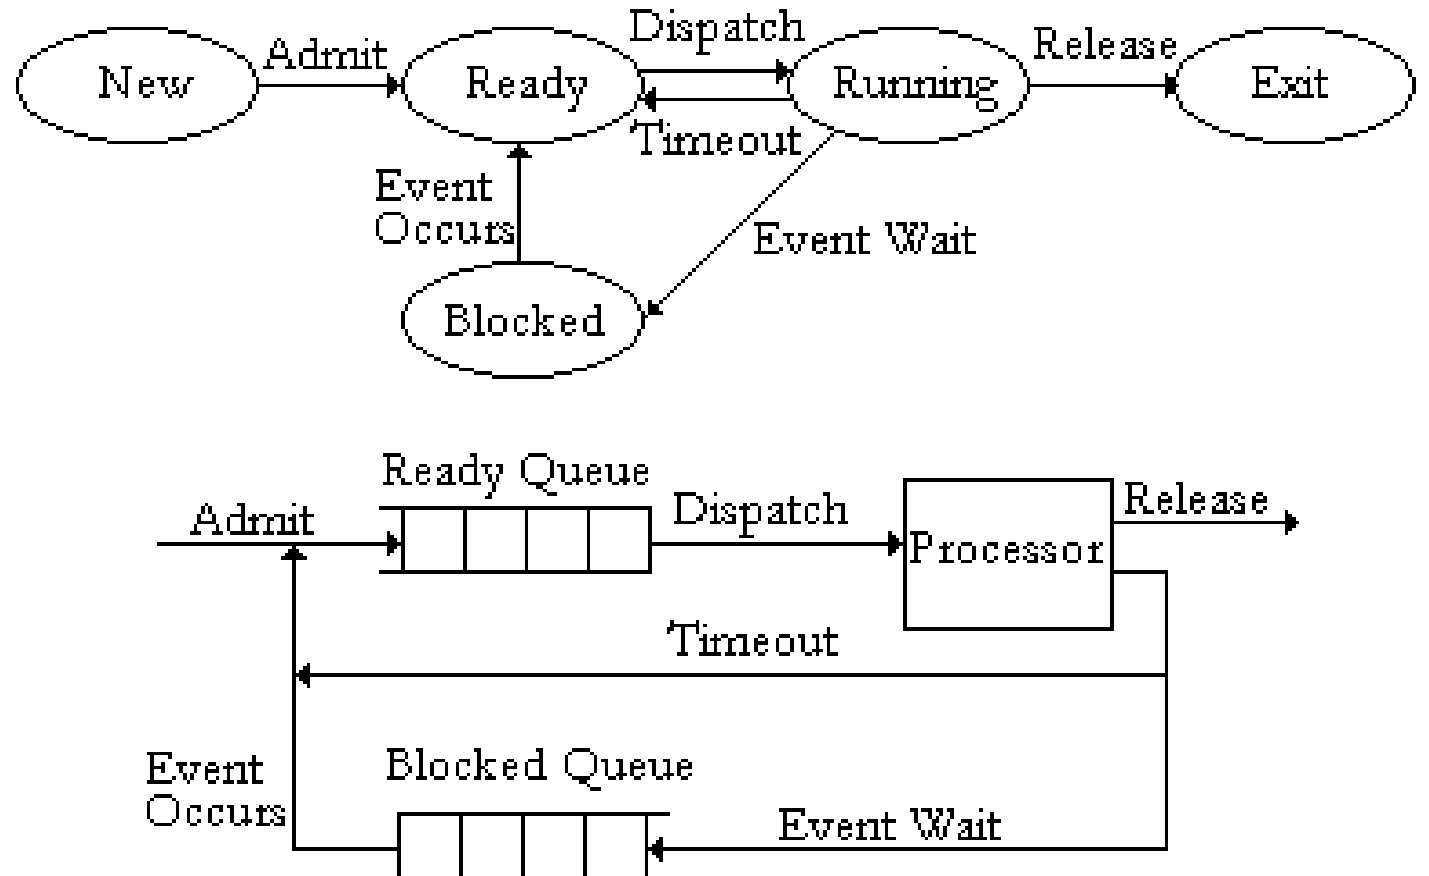 Dispatch
Admit
Release
New
Ready
Running
Exit
Timeout
Event
Occurs
Event Wait
Blocked
Ready Queue
Admit
Dispatch
Release
Processor
Timeout
Blocked Queue
Event
Occurs
Event Wait